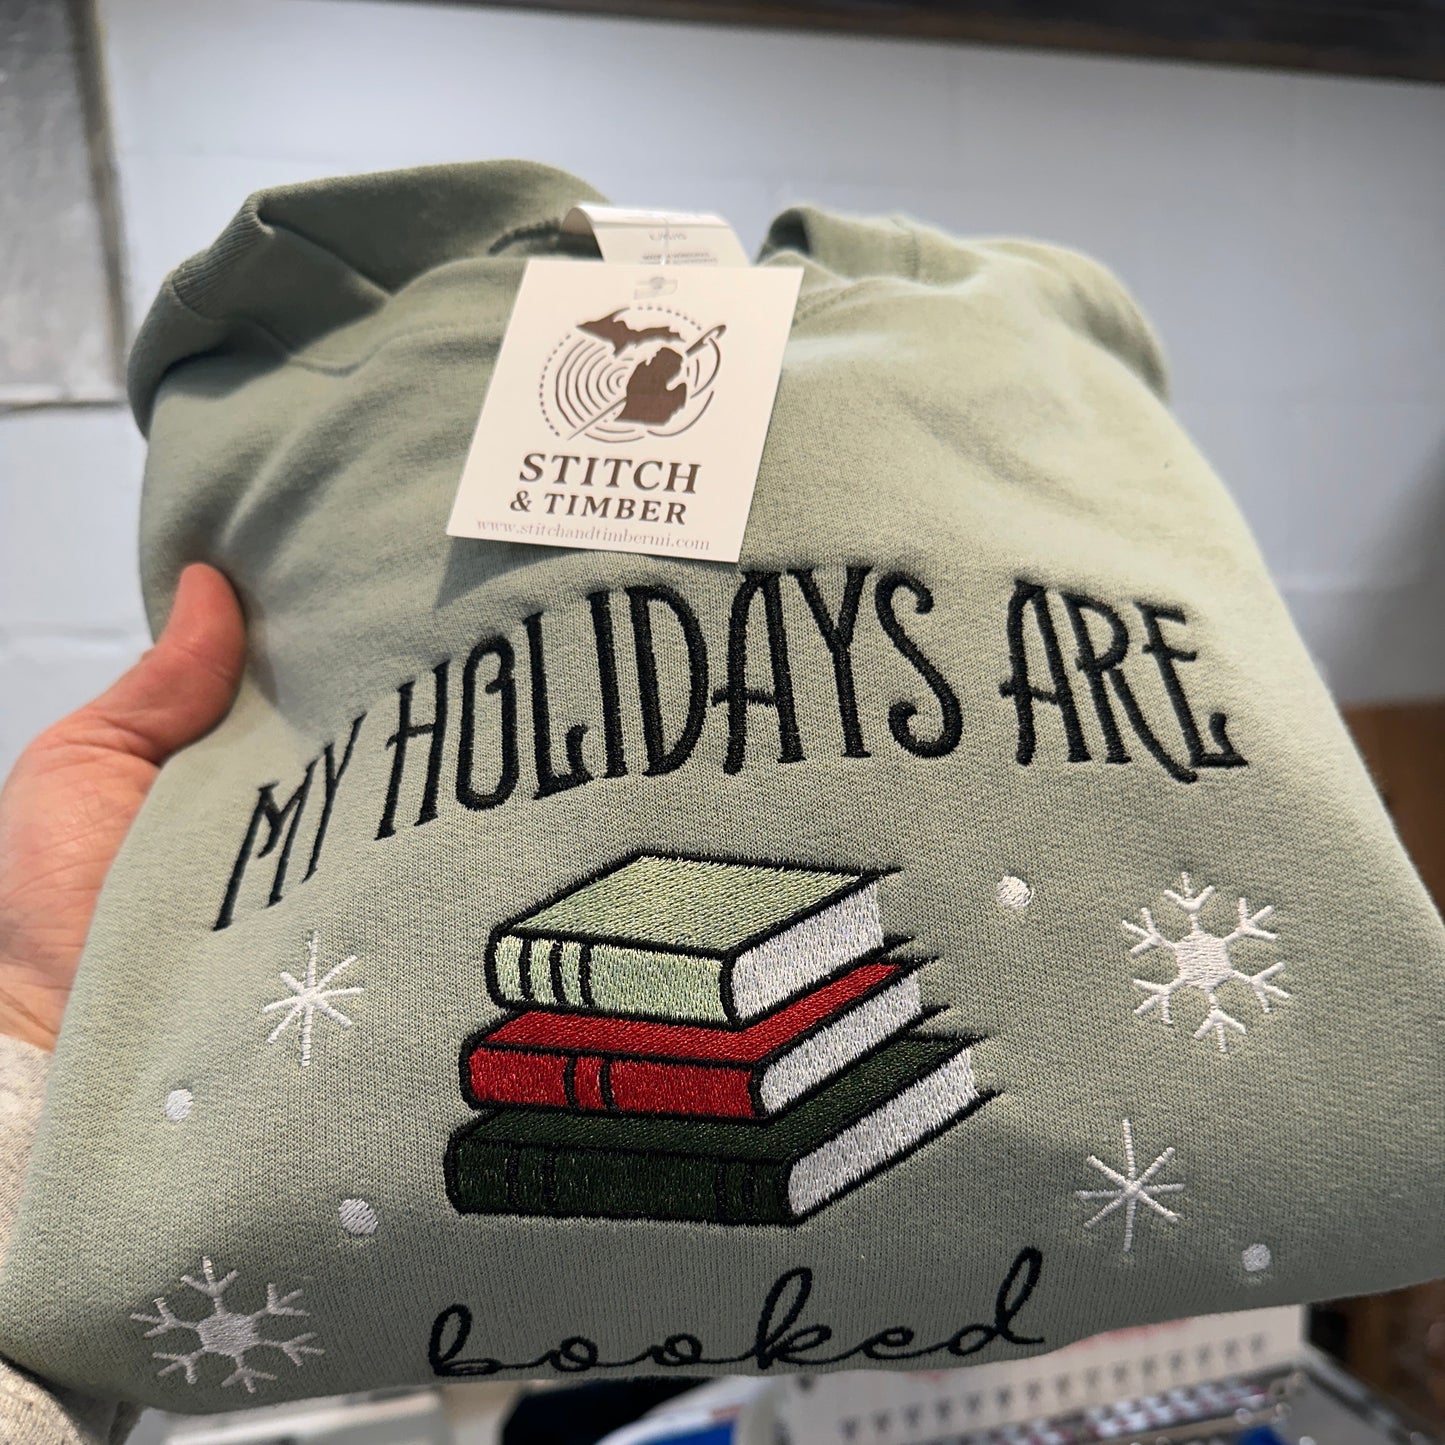 STITCH
& TIMBER
www.stitchandtimbermi.com
MY HOLIDAYS ARE
booked